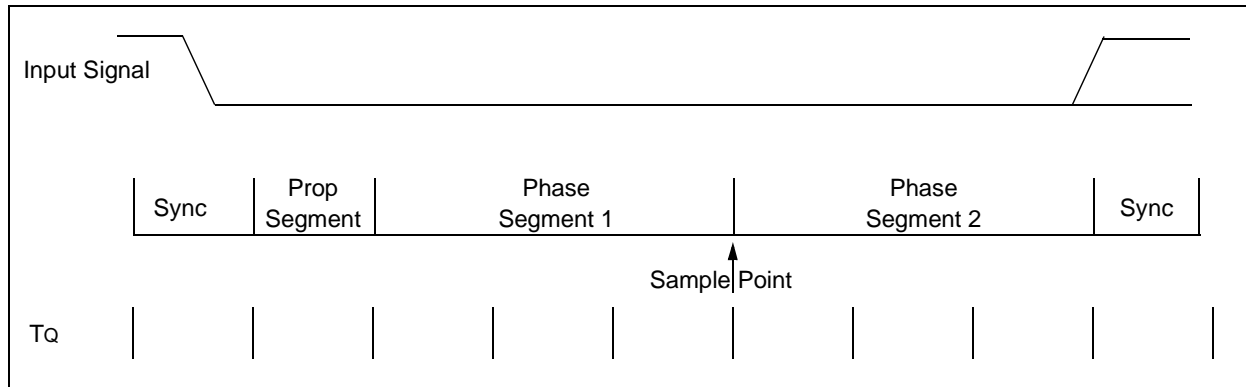 Input Signal
Sync
Prop
Segment
Phase
Segment 1
Phase
Segment 2
Sync
Sample Point
TQ